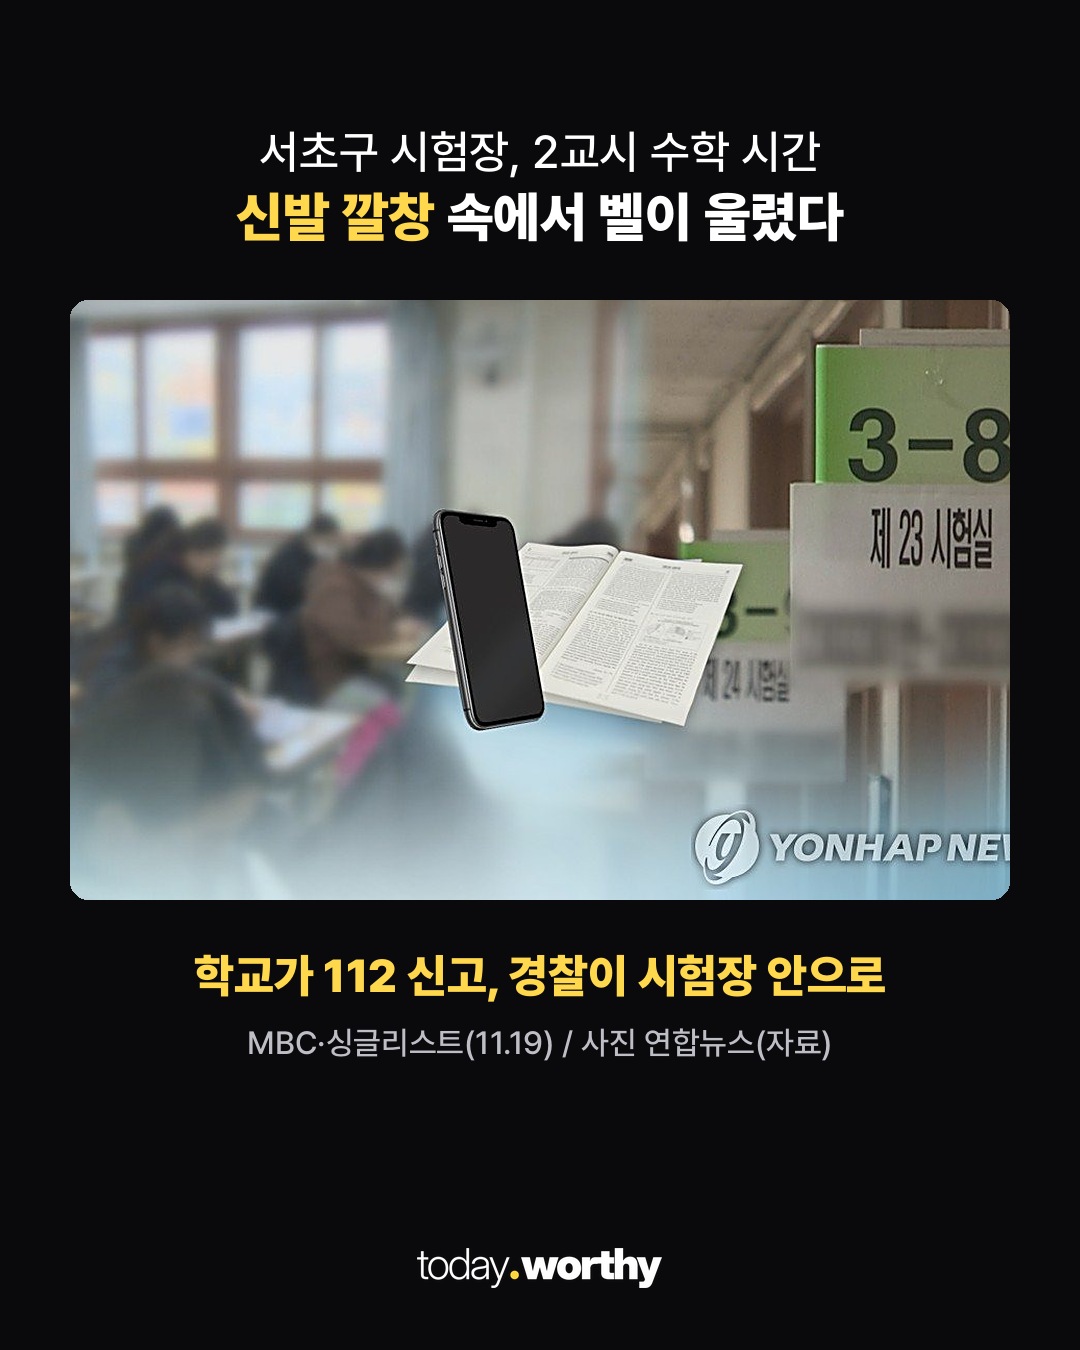 서초구 시험장, 2교시 수학 시간
신발 깔창 속에서 벨이 울렸다
3-8
제 23 시험실
제 24 시험실
YONHAP NEW
학교가 112 신고, 경찰이 시험장 안으로
MBC·싱글리스트(11.19) / 사진 연합뉴스(자료)
today.worthy